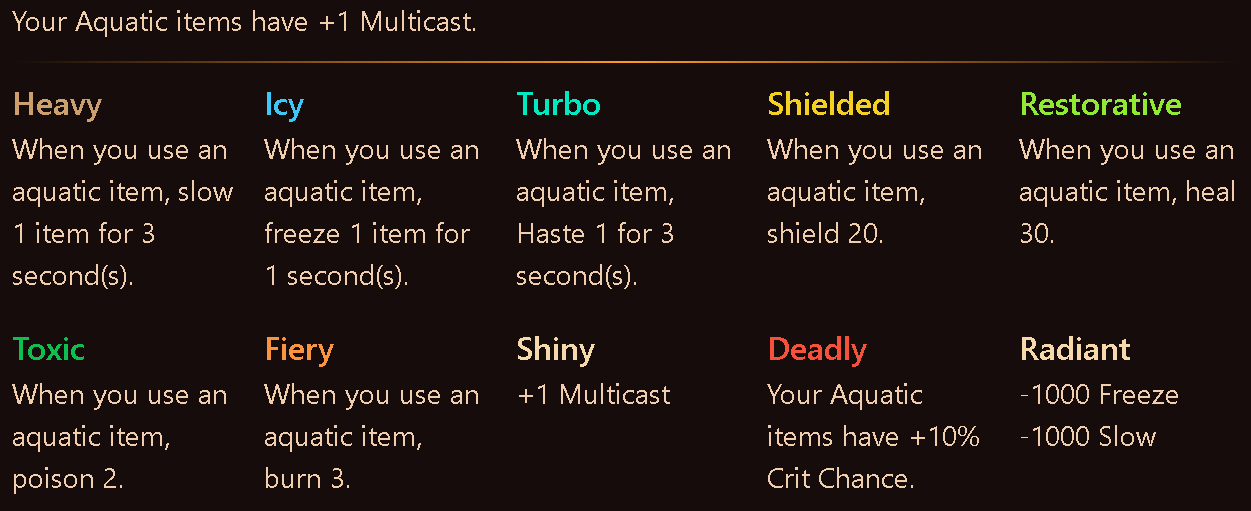 Your Aquatic items have +1 Multicast.
Heavy
When you use an
aquatic item, slow
1 item for 3
second(s).
Icy
When you use an
aquatic item,
freeze 1 item for
1 second(s).
Turbo
When you use an
aquatic item,
Haste 1 for 3
second(s).
Shielded
When you use an
aquatic item,
shield 20.
Restorative
When you use an
aquatic item, heal
30.
Toxic
When you use an
aquatic item,
poison 2.
Fiery
When you use an
aquatic item,
burn 3.
Shiny
+1 Multicast
Deadly
Your Aquatic
items have +10%
Crit Chance.
Radiant
-1000 Freeze
-1000 Slow